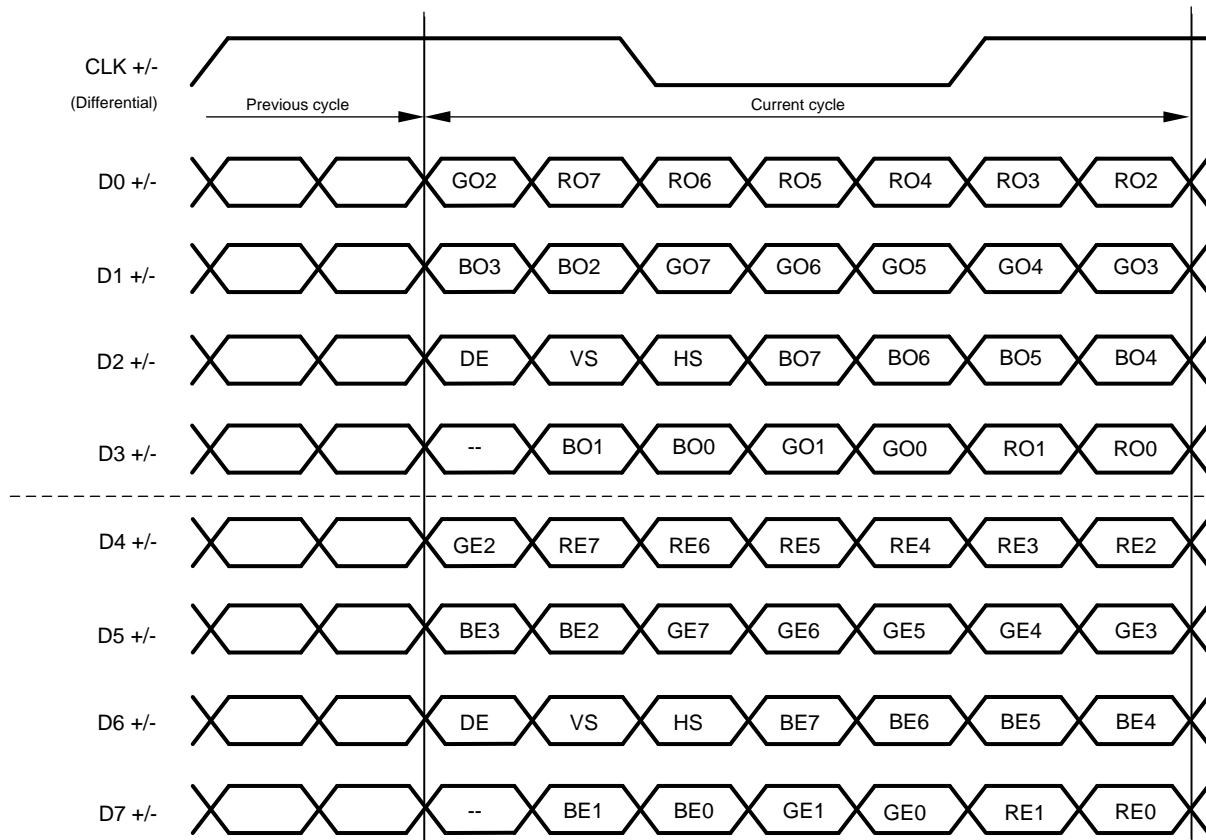 CLK +/-
(Differential)
Previous cycle
Current cycle
D0 +/- GO2 RO7 RO6 RO5 RO4 RO3 RO2
D1 +/- BO3 BO2 GO7 GO6 GO5 GO4 GO3
D2 +/- DE VS HS BO7 BO6 BO5 BO4
D3 +/- -- BO1 BO0 GO1 GO0 RO1 RO0
D4 +/- GE2 RE7 RE6 RE5 RE4 RE3 RE2
D5 +/- BE3 BE2 GE7 GE6 GE5 GE4 GE3
D6 +/- DE VS HS BE7 BE6 BE5 BE4
D7 +/- -- BE1 BE0 GE1 GE0 RE1 RE0